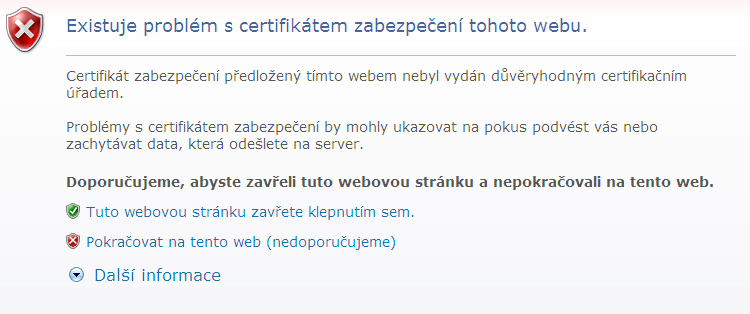 Existuje problém s certifikátem zabezpečení tohoto webu.
Certifikát zabezpečení předložený tímto webem nebyl vydán důvěryhodným certifikačním
úřadem.
Problémy s certifikátem zabezpečení by mohly ukazovat na pokus podvést vás nebo
zachytávat data, která odešlete na server.
Doporučujeme, abyste zavřeli tuto webovou stránku a nepokračovali na tento web.
Tuto webovou stránku zavřete klepnutím sem.
Pokračovat na tento web (nedoporučujeme)
Další informace